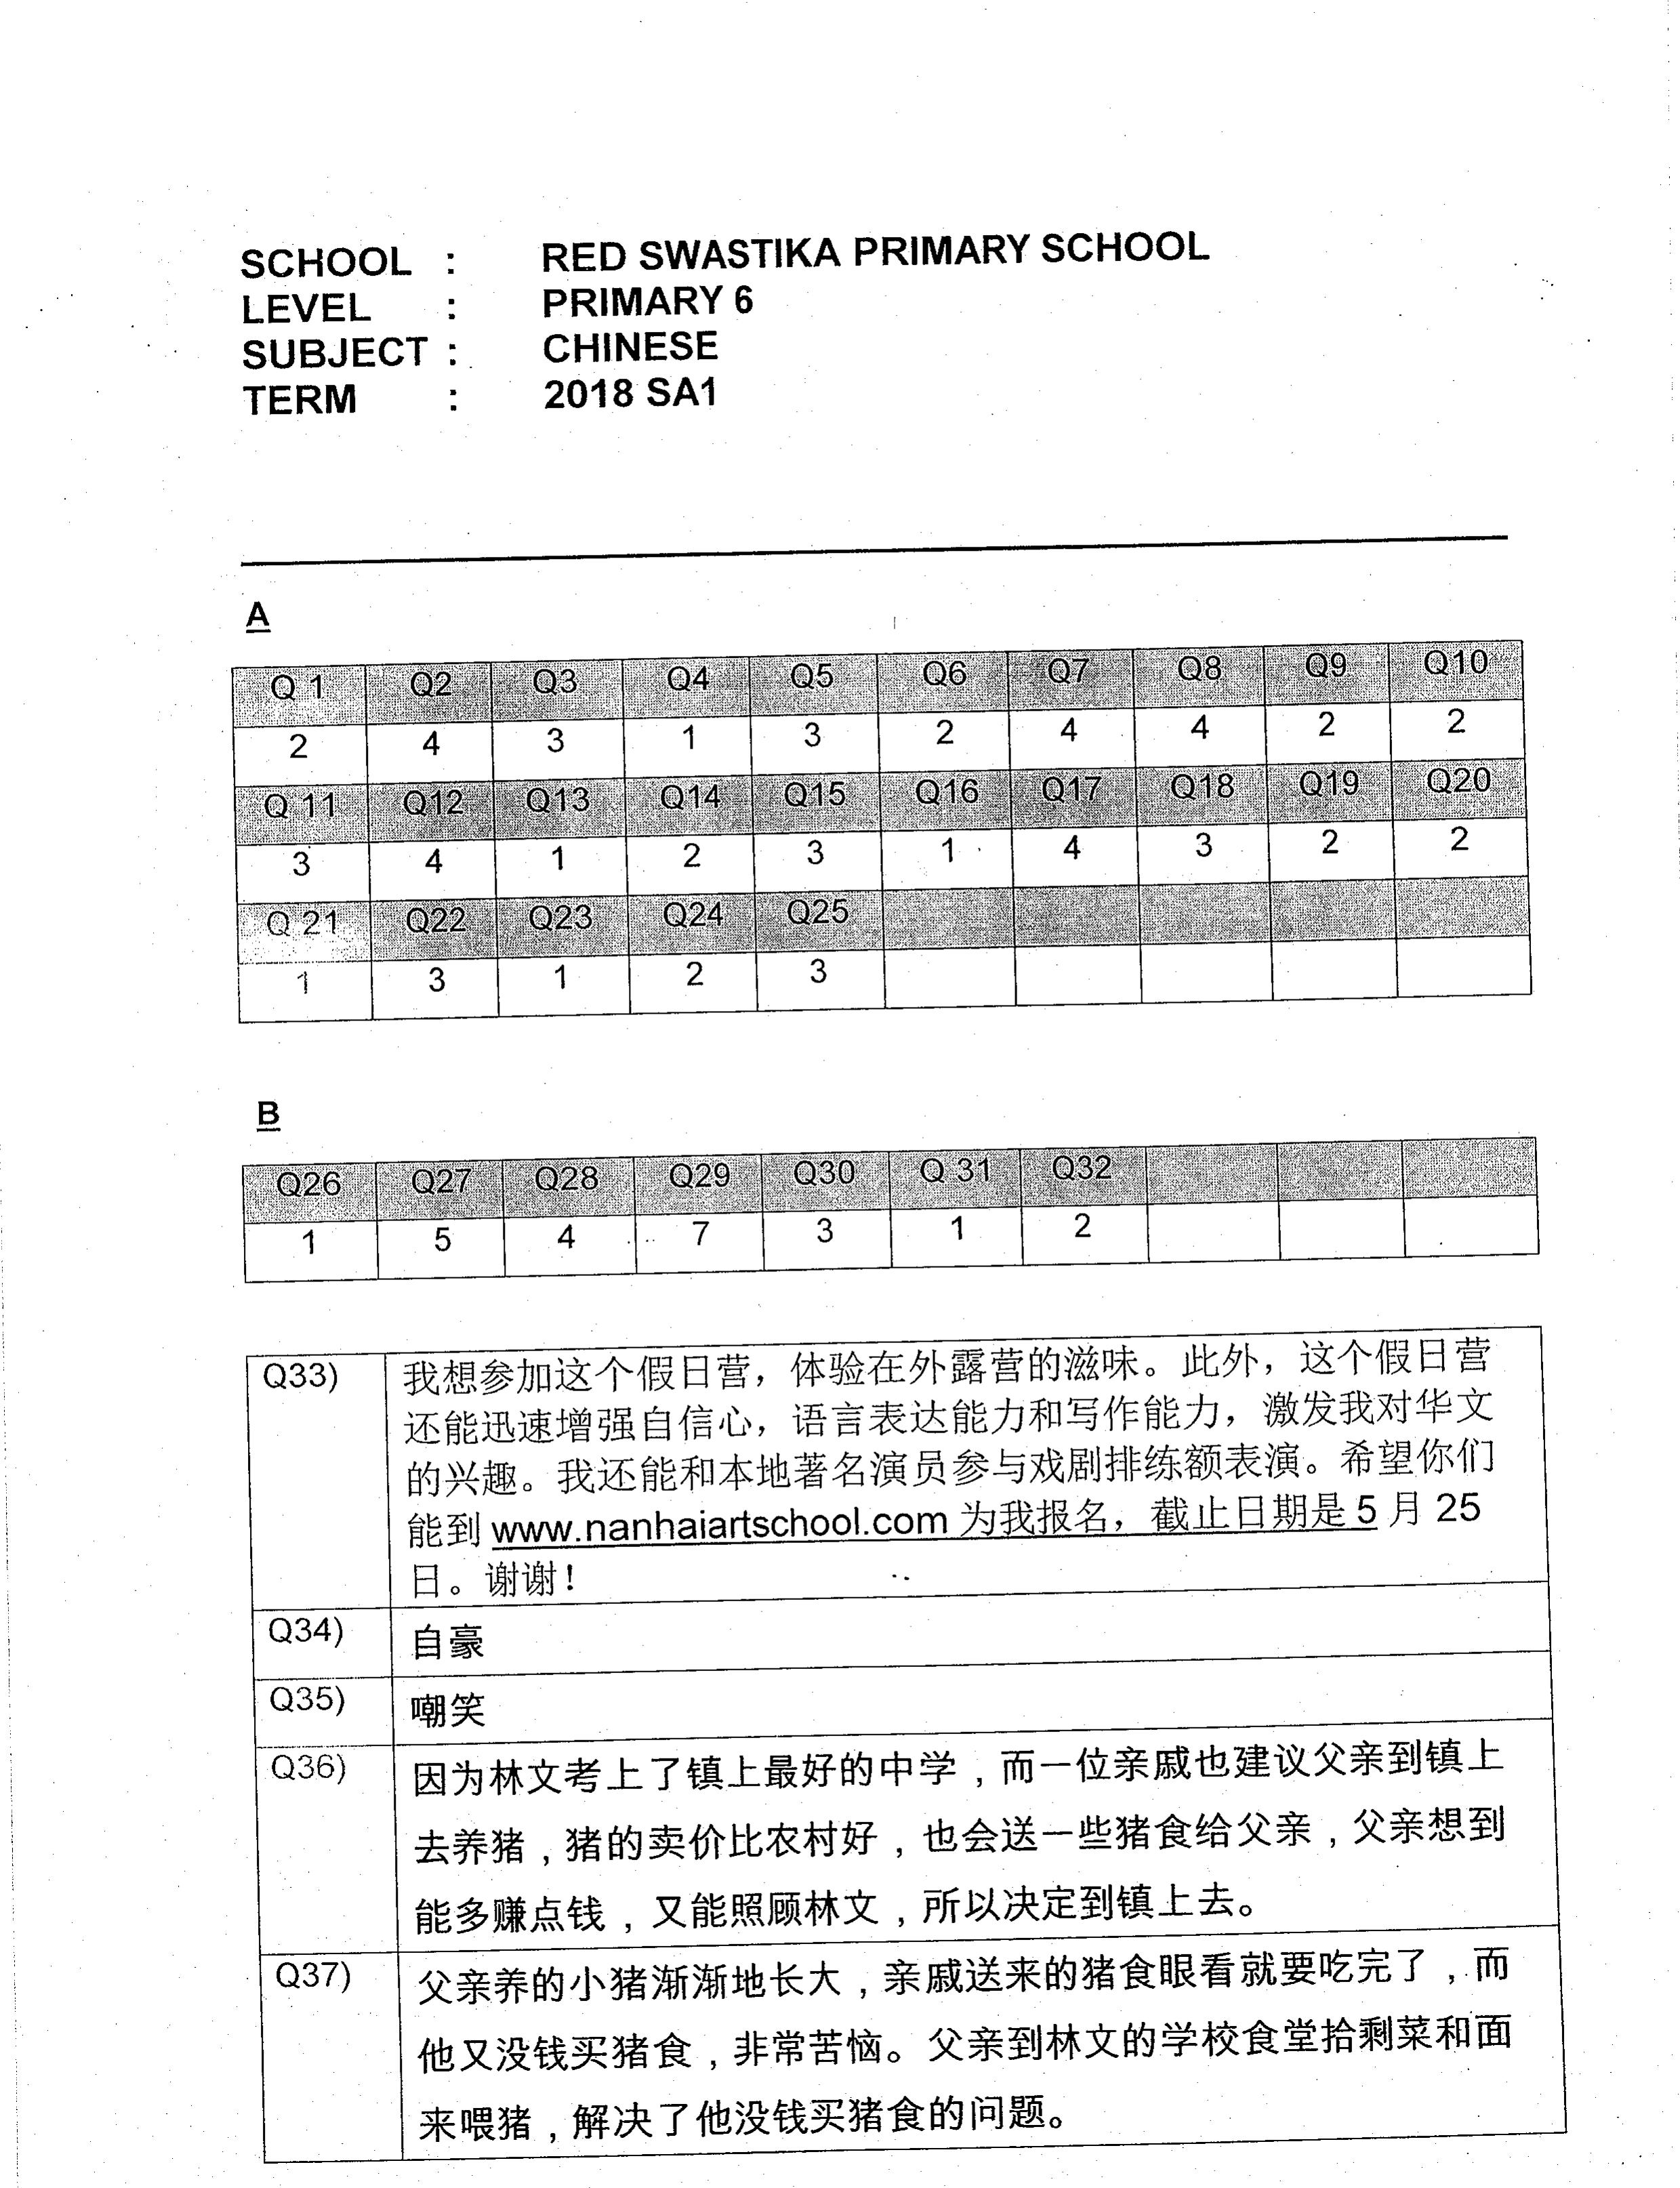 SCHOOL : RED SWASTIKA PRIMARY SCHOOL
LEVEL : PRIMARY 6
SUBJECT : CHINESE
TERM : 2018 SA1
A
Q 1 Q2 Q3 Q4 Q5 Q6 Q7 Q8 Q9 Q10
2 4 3 1 3 2 4 4 2 2
Q 11 Q12 Q13 Q14 Q15 Q16 Q17 Q18 Q19 Q20
3 4 1 2 3 1 4 3 2 2
Q 21 Q22 Q23 Q24 Q25
1 3 1 2 3
B
Q26 Q27 Q28 Q29 Q30 Q 31 Q32
1 5 4 7 3 1 2
Q33) 我想参加这个假日营，体验在外露营的滋味。此外，这个假日营
还能迅速增强自信心，语言表达能力和写作能力，激发我对华文
的兴趣。我还能和本地著名演员参与戏剧排练额表演。希望你们
能到 www.nanhaiartschool.com 为我报名，截止日期是 5 月 25
日。谢谢！
Q34) 自豪
Q35) 嘲笑
Q36) 因为林文考上了镇上最好的中学，而一位亲戚也建议父亲到镇上
去养猪，猪的卖价比农村好，也会送一些猪食给父亲，父亲想到
能多赚点钱，又能照顾林文，所以决定到镇上去。
Q37) 父亲养的小猪渐渐地长大，亲戚送来的猪食眼看就要吃完了，而
他又没钱买猪食，非常苦恼。父亲到林文的学校食堂拾剩菜和面
来喂猪，解决了他没钱买猪食的问题。